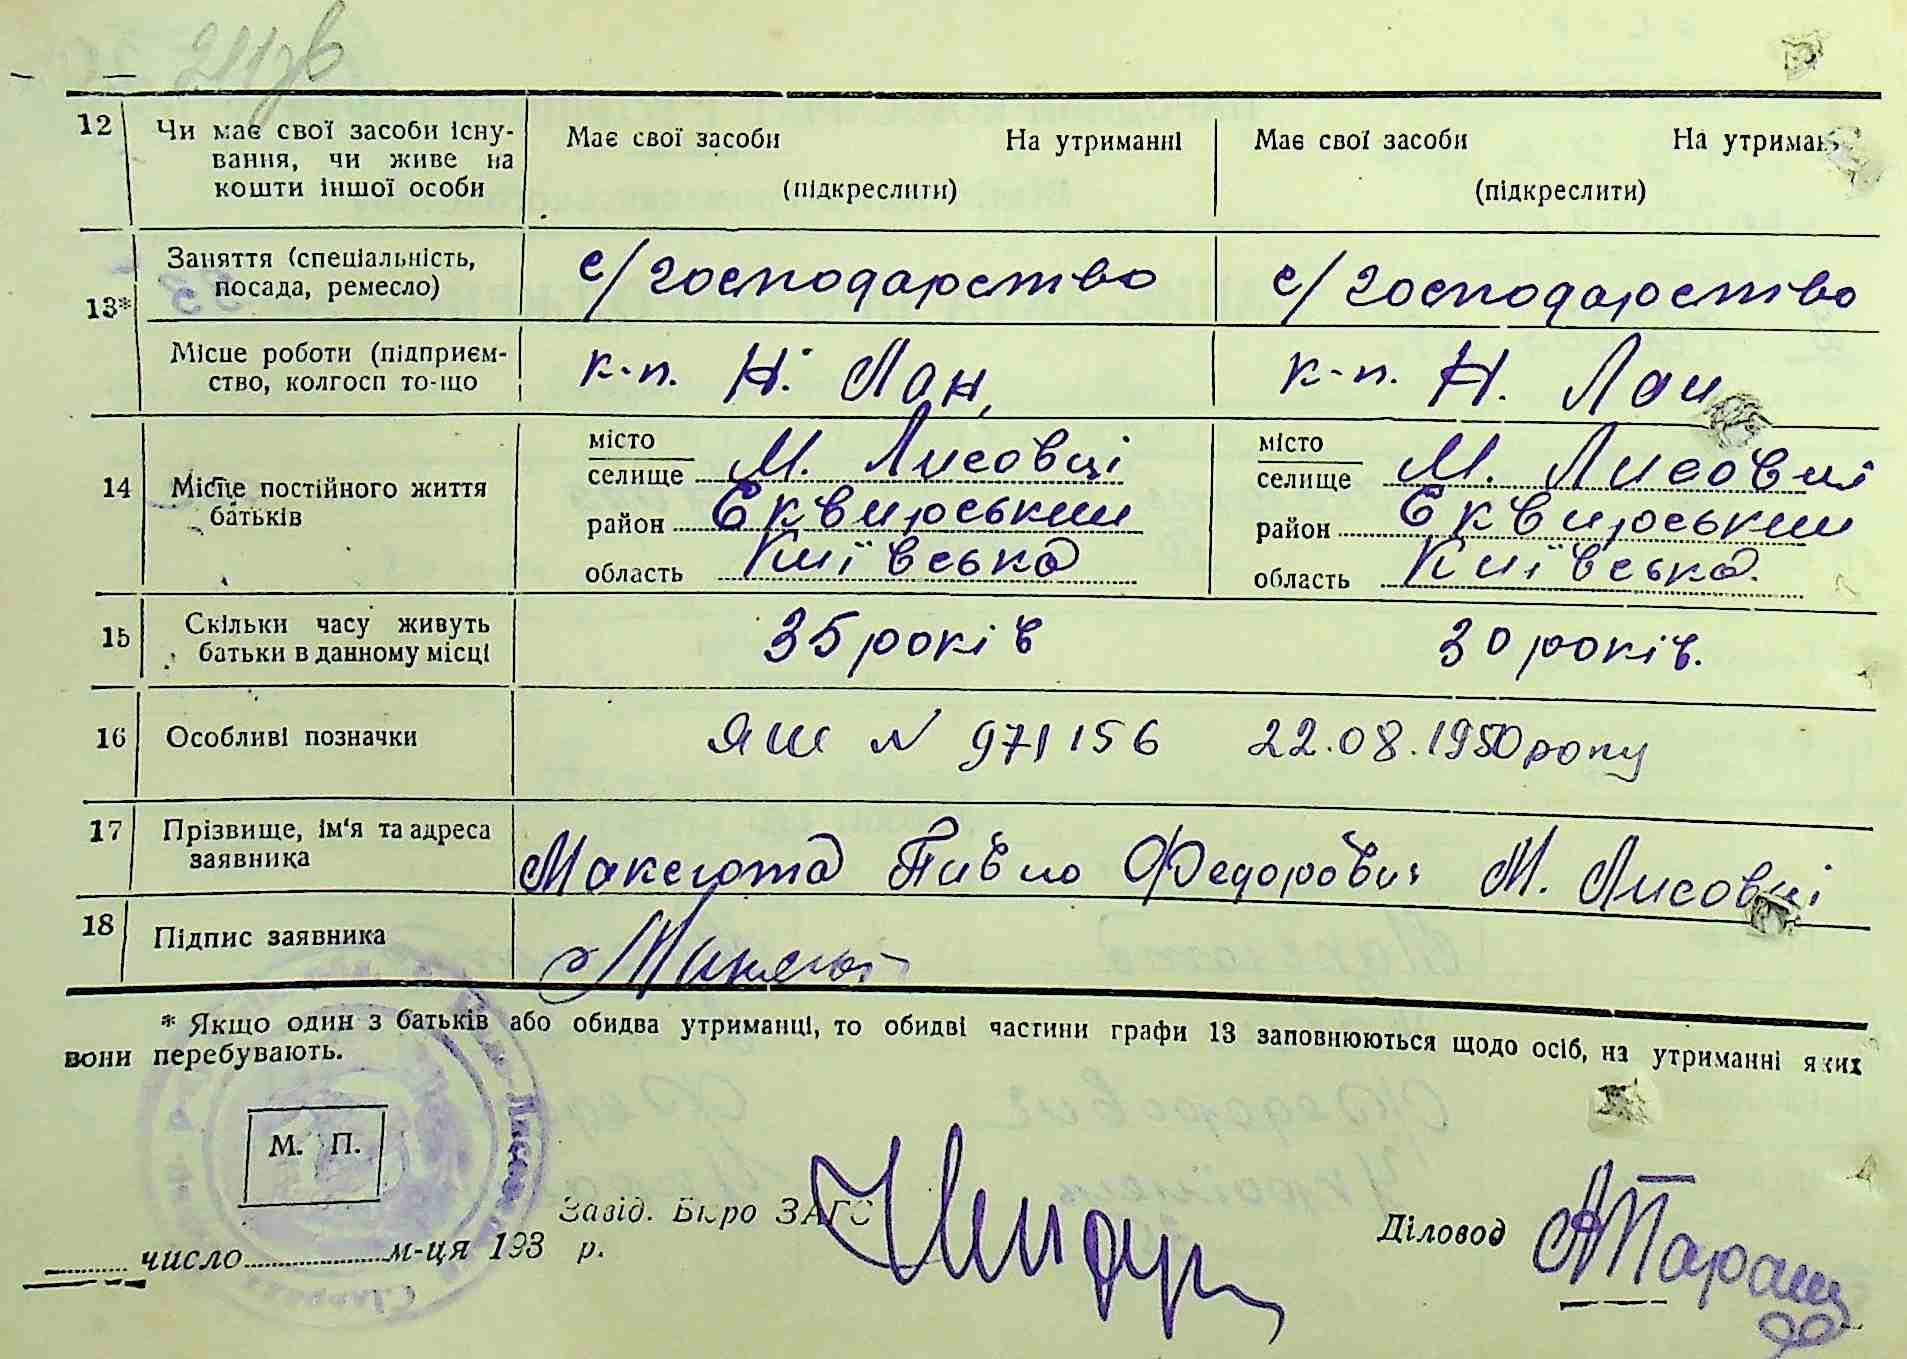 12 Чи має свої засоби існу-
вання, чи живе на
кошти іншої особи
Має свої засоби На утриманні
(підкреслити)
Має свої засоби На утриман
(підкреслити)
13* Заняття (спеціальність,
посада, ремесло)
с/господарство
с/господарство
Місце роботи (підприєм-
ство, колгосп то-що
к-п. Н. Лан,
к-п. Н. Лан
14 Місце постійного життя
батьків
місто
селище М. Лисовці
район Сквирський
область Київська
місто
селище М. Лисовці
район Сквирський
область Київська.
15 Скільки часу живуть
батьки в данному місці
35 років
30 років.
16 Особливі позначки
ЯШ N 971156 22.08.1950 року
17 Прізвище, ім'я та адреса
заявника
Максюта Павло Федорович М. Лисовці
18 Підпис заявника
* Якщо один з батьків або обидва утриманці, то обидві частини графи 13 заповнюються щодо осіб, на утриманні яких
вони перебувають.
М. П.
Завід. Бюро ЗАГС
число м-ця 193 р.
Діловод